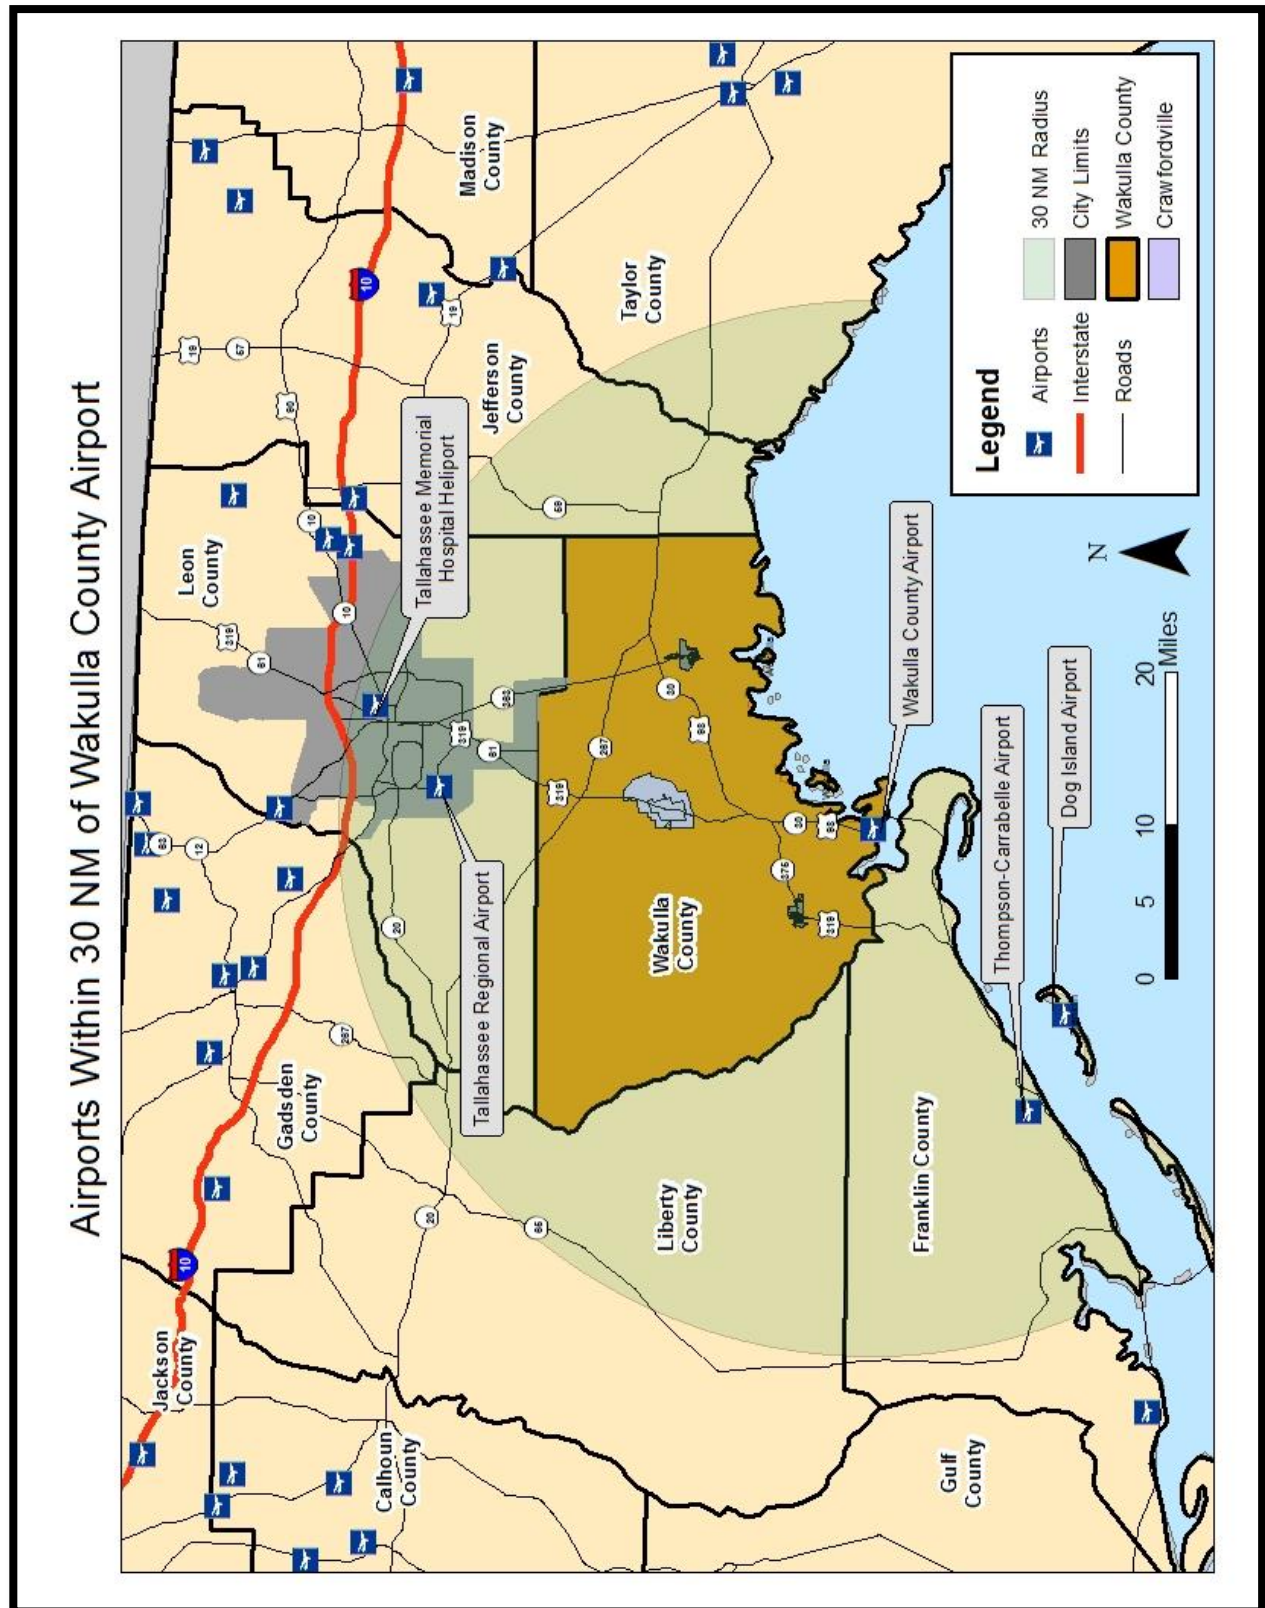 Airports Within 30 NM of Wakulla County Airport
Jackson
County
10
63
12
19
57
Leon
County
319
61
Gadsden
County
90
10
267
10
10
Calhoun
County
20
20
Tallahassee Memorial
Hospital Heliport
Madison
County
19
Jefferson
County
319
Tallahassee Regional Airport
61
363
65
59
319
267
Taylor
County
Liberty
County
Wakulla
County
30
98
375
30
98
319
Wakulla County Airport
Franklin County
Gulf
County
Thompson-Carrabelle Airport
Dog Island Airport
N
0 5 10 20
Miles
Legend
Airports
Interstate
Roads
30 NM Radius
City Limits
Wakulla County
Crawfordville